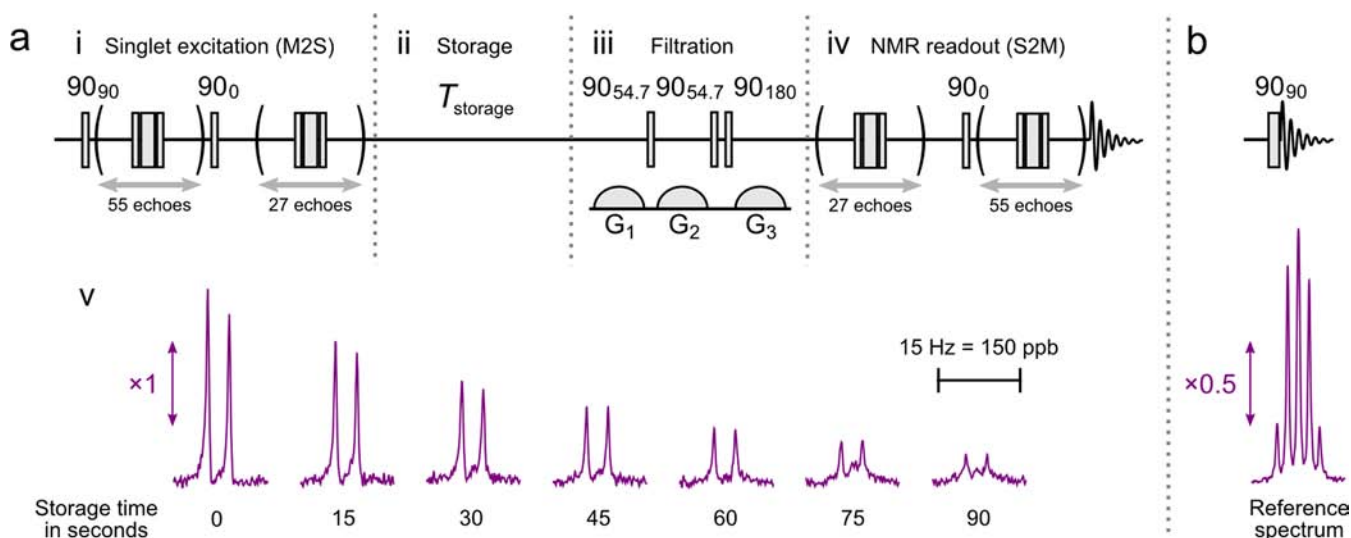 a
i Singlet excitation (M2S)
ii Storage
iii Filtration
iv NMR readout (S2M)
b
90₉₀
90₀
T_storage
90₅₄.₇ 90₅₄.₇ 90₁₈₀
90₀
90₉₀
55 echoes
27 echoes
G₁ G₂ G₃
27 echoes
55 echoes
v
×1
15 Hz = 150 ppb
×0.5
Storage time
in seconds
0 15 30 45 60 75 90
Reference
spectrum